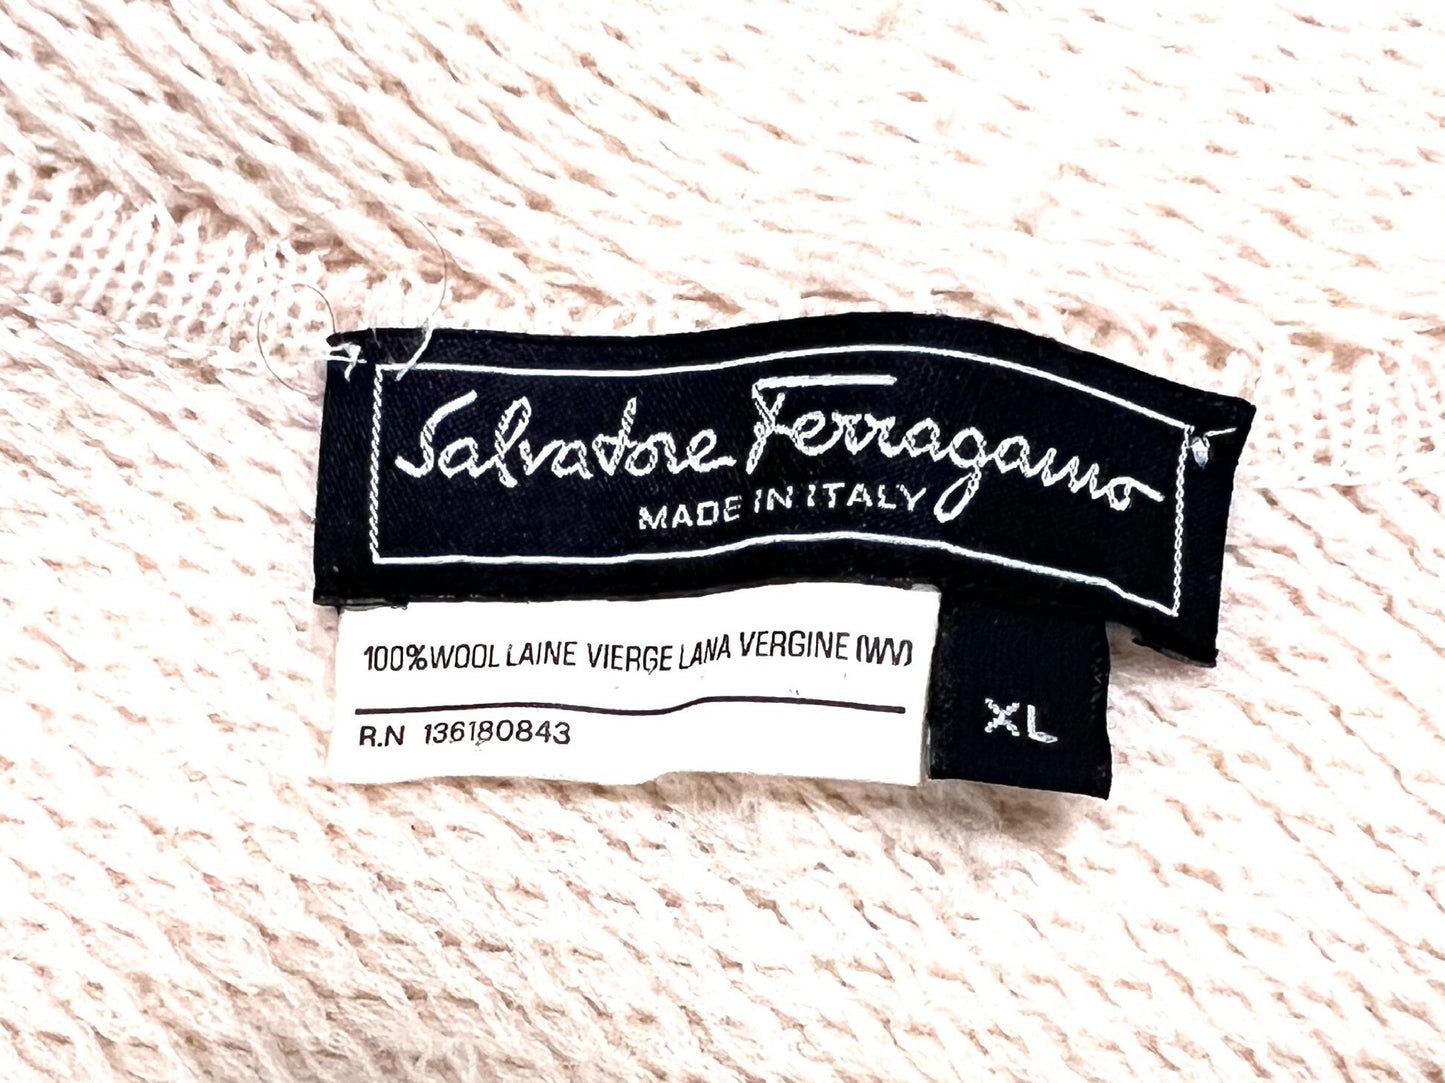 Salvatore Ferragamo
MADE IN ITALY
100% WOOL LAINE VIERGE LANA VERGINE (WV)
R.N 136180843
XL